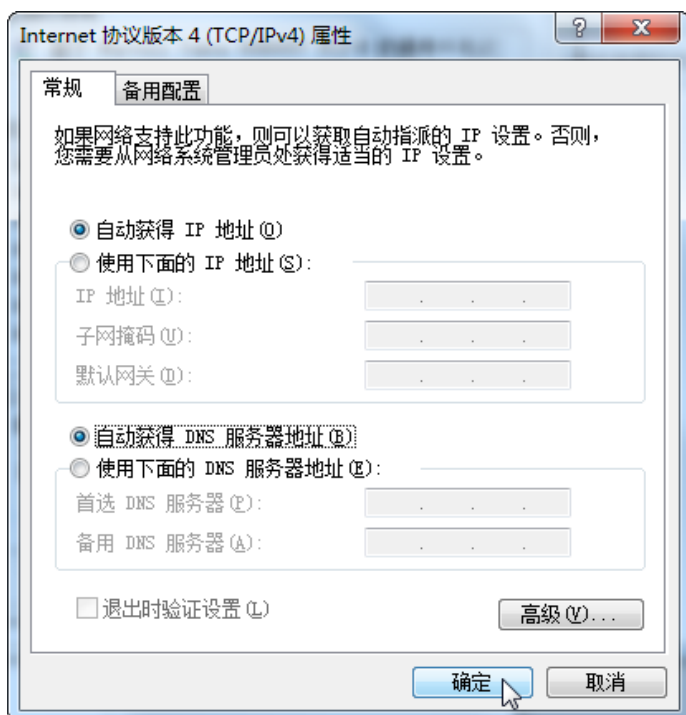 Internet 协议版本 4 (TCP/IPv4) 属性
常规
备用配置
如果网络支持此功能，则可以获取自动指派的 IP 设置。否则，
您需要从网络系统管理员处获得适当的 IP 设置。
自动获得 IP 地址(O)
使用下面的 IP 地址(S):
IP 地址(I):
子网掩码(U):
默认网关(D):
自动获得 DNS 服务器地址(B)
使用下面的 DNS 服务器地址(E):
首选 DNS 服务器(P):
备用 DNS 服务器(A):
退出时验证设置(L)
高级(V)...
确定
取消